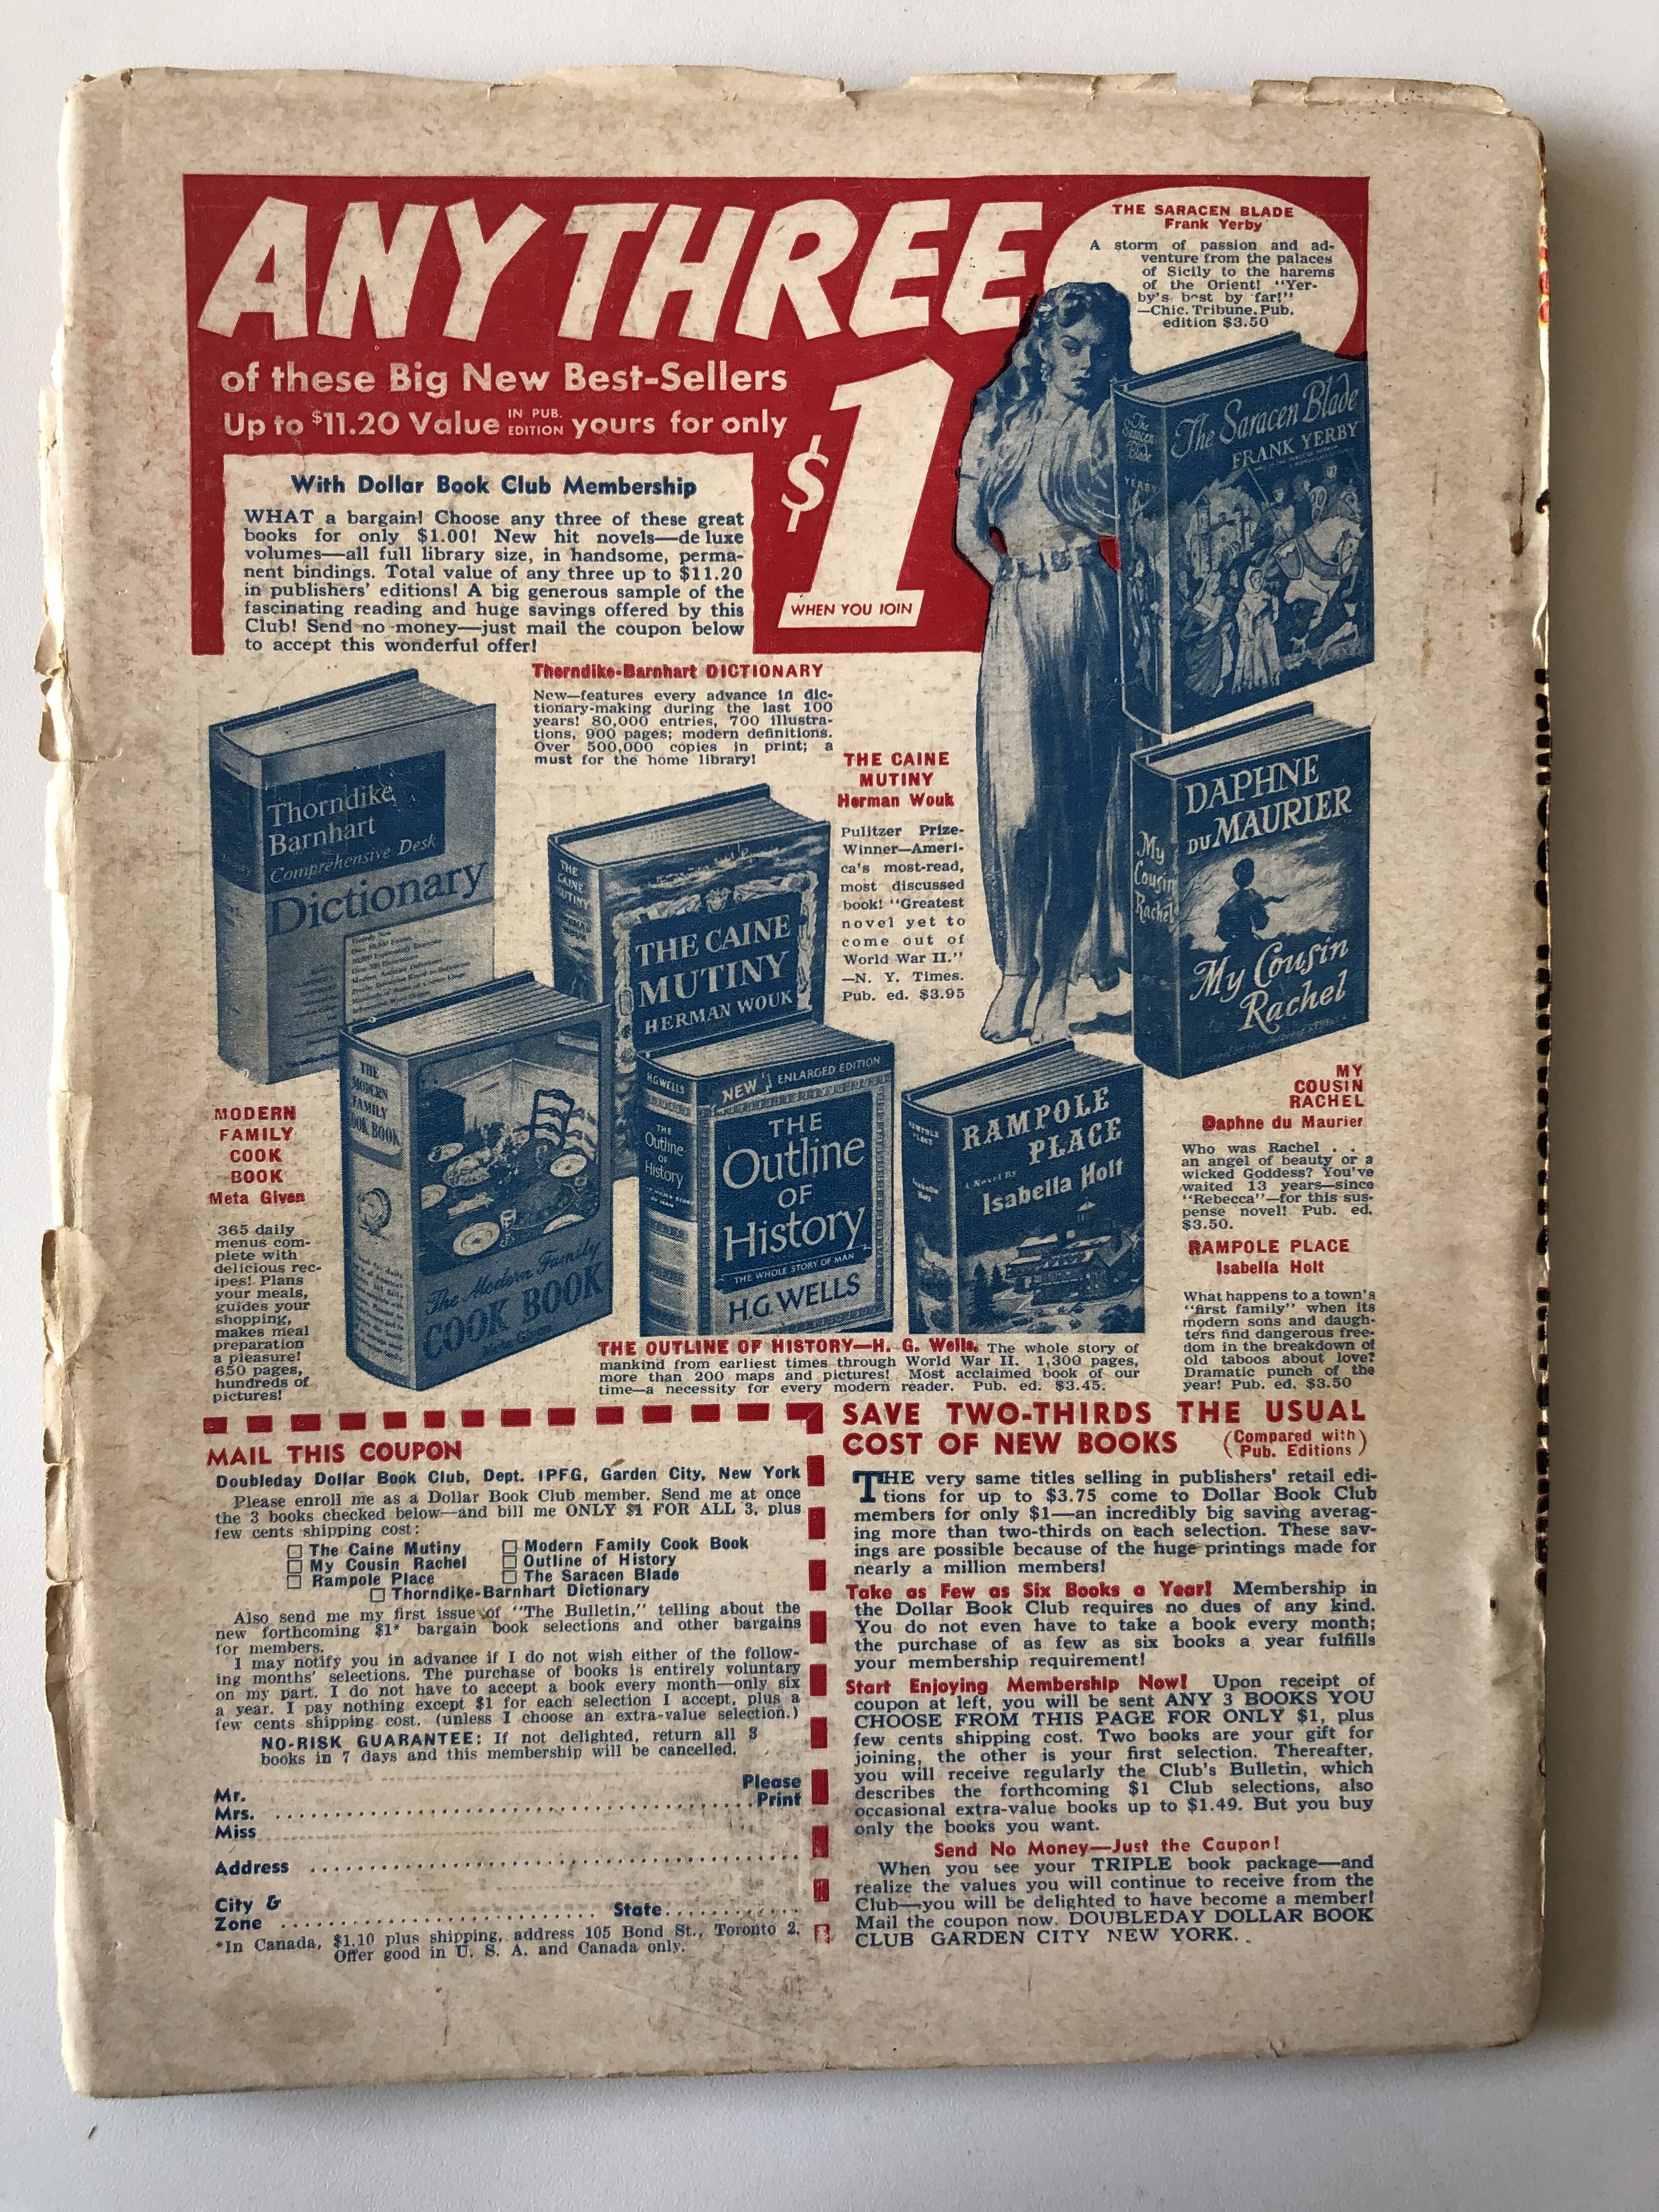 ANY THREE
of these Big New Best-Sellers
Up to $11.20 Value IN PUB. EDITION yours for only
$1
WHEN YOU JOIN
THE SARACEN BLADE
Frank Yerby
A storm of passion and ad-
venture from the palaces
of Sicily to the harems
of the Orient! "Yer-
by's best by far!"
—Chic. Tribune. Pub.
edition $3.50
With Dollar Book Club Membership
WHAT a bargain! Choose any three of these great
books for only $1.00! New hit novels—de luxe
volumes—all full library size, in handsome, perma-
nent bindings. Total value of any three up to $11.20
in publishers' editions! A big generous sample of the
fascinating reading and huge savings offered by this
Club! Send no money—just mail the coupon below
to accept this wonderful offer!
The Saracen Blade
YERBY
The Saracen Blade
FRANK YERBY
Thorndike-Barnhart DICTIONARY
New—features every advance in dic-
tionary-making during the last 100
years! 80,000 entries, 700 illustra-
tions, 900 pages; modern definitions.
Over 500,000 copies in print; a
must for the home library!
Thorndike
Barnhart
Comprehensive Desk
Dictionary
THE CAINE
MUTINY
Herman Wouk
Pulitzer Prize-
Winner—Ameri-
ca's most-read,
most discussed
book! "Greatest
novel yet to
come out of
World War II."
—N. Y. Times.
Pub. ed. $3.95
THE
CAINE
MUTINY
THE CAINE
MUTINY
HERMAN WOUK
DAPHNE
DU MAURIER
My Cousin
Rachel
My
Cousin
Rachel
MY
COUSIN
RACHEL
Daphne du Maurier
Who was Rachel . .
an angel of beauty or a
wicked Goddess? You've
waited 13 years—since
"Rebecca"—for this sus-
pense novel! Pub. ed.
$3.50.
MODERN
FAMILY
COOK
BOOK
Meta Given
365 daily
menus com-
plete with
delicious rec-
ipes! Plans
your meals,
guides your
shopping,
makes meal
preparation
a pleasure!
650 pages,
hundreds of
pictures!
THE
MODERN
FAMILY
COOK BOOK
The Modern Family
COOK BOOK
Meta Given
H.G. WELLS
THE
Outline
OF
History
NEW ENLARGED EDITION
THE
Outline
OF
History
THE WHOLE STORY OF MAN
H.G. WELLS
RAMPOLE
PLACE
Isabella
Holt
RAMPOLE
PLACE
A Novel By
Isabella Holt
RAMPOLE PLACE
Isabella Holt
What happens to a town's
"first family" when its
modern sons and daugh-
ters find dangerous free-
dom in the breakdown of
old taboos about love?
Dramatic punch of the
year! Pub. ed. $3.50
THE OUTLINE OF HISTORY—H. G. Wells. The whole story of
mankind from earliest times through World War II. 1,300 pages,
more than 200 maps and pictures! Most acclaimed book of our
time—a necessity for every modern reader. Pub. ed. $3.45.
MAIL THIS COUPON
Doubleday Dollar Book Club, Dept. IPFG, Garden City, New York
Please enroll me as a Dollar Book Club member. Send me at once
the 3 books checked below—and bill me ONLY $1 FOR ALL 3, plus
few cents shipping cost:
☐ The Caine Mutiny ☐ Modern Family Cook Book
☐ My Cousin Rachel ☐ Outline of History
☐ Rampole Place ☐ The Saracen Blade
☐ Thorndike-Barnhart Dictionary
Also send me my first issue of "The Bulletin," telling about the
new forthcoming $1* bargain book selections and other bargains
for members.
I may notify you in advance if I do not wish either of the follow-
ing months' selections. The purchase of books is entirely voluntary
on my part. I do not have to accept a book every month—only six
a year. I pay nothing except $1 for each selection I accept, plus a
few cents shipping cost, (unless I choose an extra-value selection.)
NO-RISK GUARANTEE: If not delighted, return all 3
books in 7 days and this membership will be cancelled.
Mr. Please
Mrs. ........ Print
Miss
Address ........
City &
Zone ........ State ........
*In Canada, $1.10 plus shipping, address 105 Bond St., Toronto 2.
Offer good in U. S. A. and Canada only.
SAVE TWO-THIRDS THE USUAL
COST OF NEW BOOKS (Compared with Pub. Editions)
THE very same titles selling in publishers' retail edi-
tions for up to $3.75 come to Dollar Book Club
members for only $1—an incredibly big saving averag-
ing more than two-thirds on each selection. These sav-
ings are possible because of the huge printings made for
nearly a million members!
Take as Few as Six Books a Year! Membership in
the Dollar Book Club requires no dues of any kind.
You do not even have to take a book every month;
the purchase of as few as six books a year fulfills
your membership requirement!
Start Enjoying Membership Now! Upon receipt of
coupon at left, you will be sent ANY 3 BOOKS YOU
CHOOSE FROM THIS PAGE FOR ONLY $1, plus
few cents shipping cost. Two books are your gift for
joining, the other is your first selection. Thereafter,
you will receive regularly the Club's Bulletin, which
describes the forthcoming $1 Club selections, also
occasional extra-value books up to $1.49. But you buy
only the books you want.
Send No Money—Just the Coupon!
When you see your TRIPLE book package—and
realize the values you will continue to receive from the
Club—you will be delighted to have become a member!
Mail the coupon now. DOUBLEDAY DOLLAR BOOK
CLUB GARDEN CITY NEW YORK.